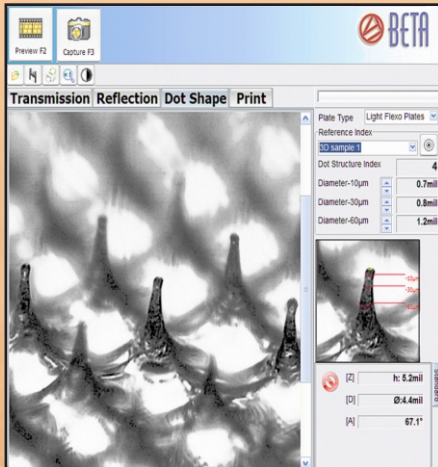 Preview F2
Capture F3
BETA
Transmission Reflection Dot Shape Print
Plate Type Light Flexo Plates
Reference Index
3D sample 1
Dot Structure Index 4
Diameter-10µm 0.7mil
Diameter-30µm 0.8mil
Diameter-60µm 1.2mil
[Z] h: 5.2mil
[D] Ø:4.4mil
[A] 67.1°